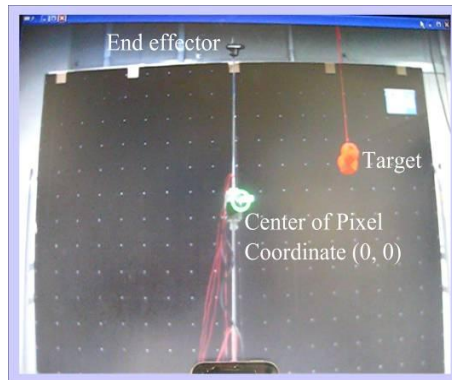 End effector
Target
Center of Pixel
Coordinate (0, 0)